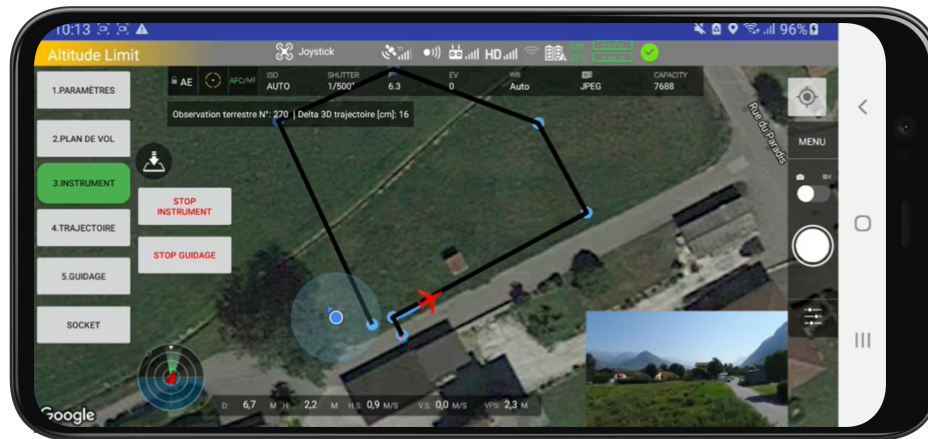 10:13
96%
Altitude Limit
Joystick
11
HD
1.PARAMÈTRES
AE
AFC/MF
ISO
AUTO
SHUTTER
1/500"
6.3
EV
0
WB
Auto
JPEG
CAPACITY
7688
Observation terrestre N°: 270 | Delta 3D trajectoire [cm]: 16
Rue du Paradis
2.PLAN DE VOL
MENU
3.INSTRUMENT
STOP
INSTRUMENT
4.TRAJECTOIRE
STOP GUIDAGE
5.GUIDAGE
SOCKET
Google
D: 6,7 M H: 2,2 M H.S: 0,9 M/S V.S: 0,0 M/S VPS: 2,3 M